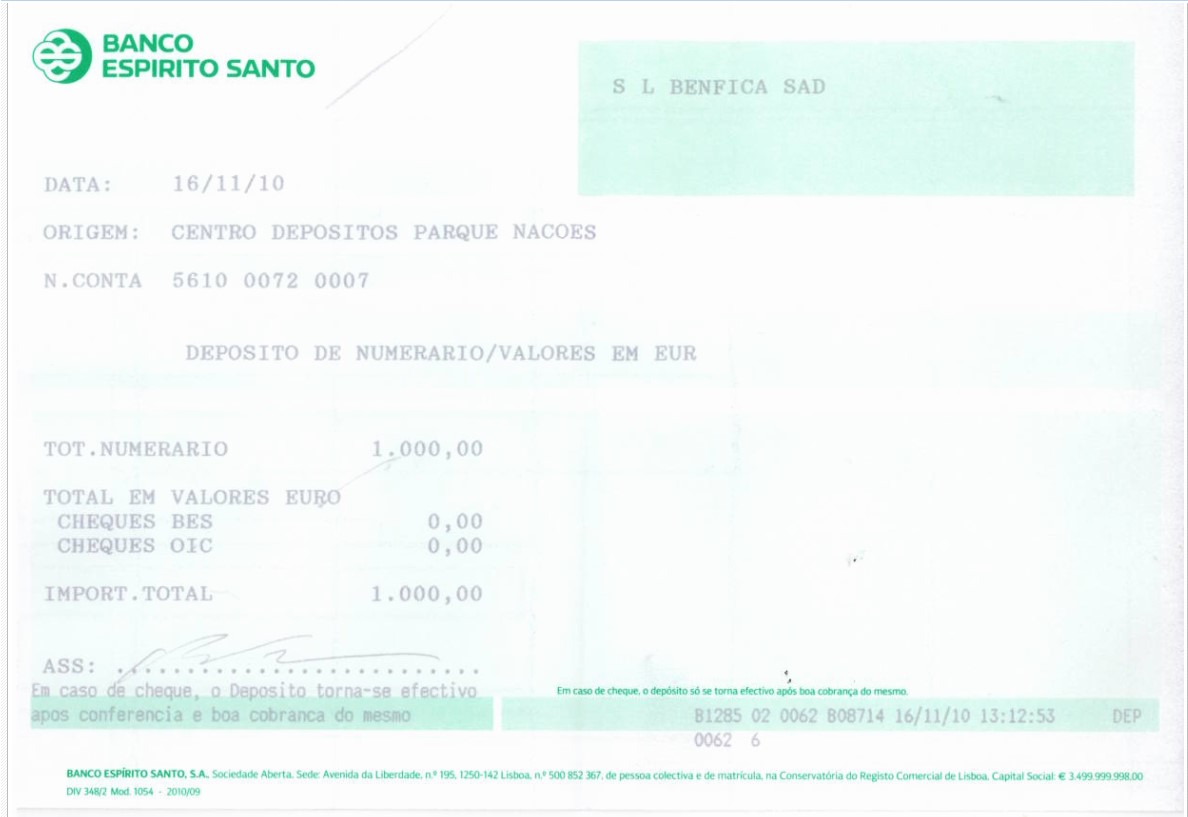 BANCO
ESPIRITO SANTO
S L BENFICA SAD
DATA: 16/11/10
ORIGEM: CENTRO DEPOSITOS PARQUE NACOES
N.CONTA 5610 0072 0007
DEPOSITO DE NUMERARIO/VALORES EM EUR
TOT.NUMERARIO 1.000,00
TOTAL EM VALORES EURO
CHEQUES BES 0,00
CHEQUES OIC 0,00
IMPORT.TOTAL 1.000,00
ASS: ..........................
Em caso de cheque, o Deposito torna-se efectivo
apos conferencia e boa cobranca do mesmo
Em caso de cheque, o depósito só se torna efectivo após boa cobrança do mesmo.
B1285 02 0062 B08714 16/11/10 13:12:53 DEP
0062 6
BANCO ESPÍRITO SANTO, S.A., Sociedade Aberta. Sede: Avenida da Liberdade, n.º 195, 1250-142 Lisboa, n.º 500 852 367, de pessoa colectiva e de matrícula, na Conservatória do Registo Comercial de Lisboa, Capital Social: € 3.499.999.998,00
DIV 348/2 Mod. 1054 - 2010/09